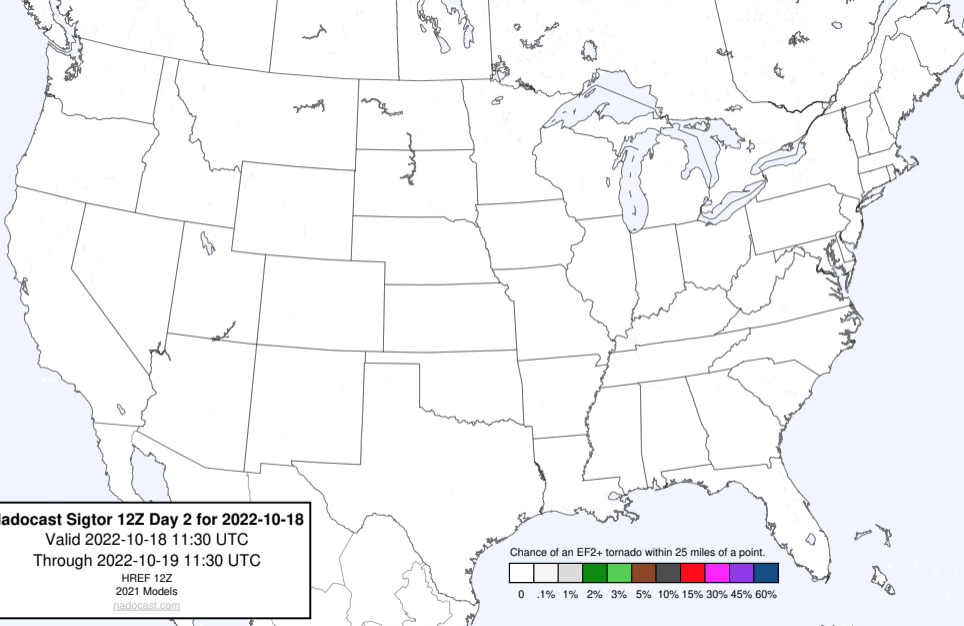 adocast Sigtor 12Z Day 2 for 2022-10-18
Valid 2022-10-18 11:30 UTC
Through 2022-10-19 11:30 UTC
HREF 12Z
2021 Models
nadocast.com
Chance of an EF2+ tornado within 25 miles of a point.
0 .1% 1% 2% 3% 5% 10% 15% 30% 45% 60%